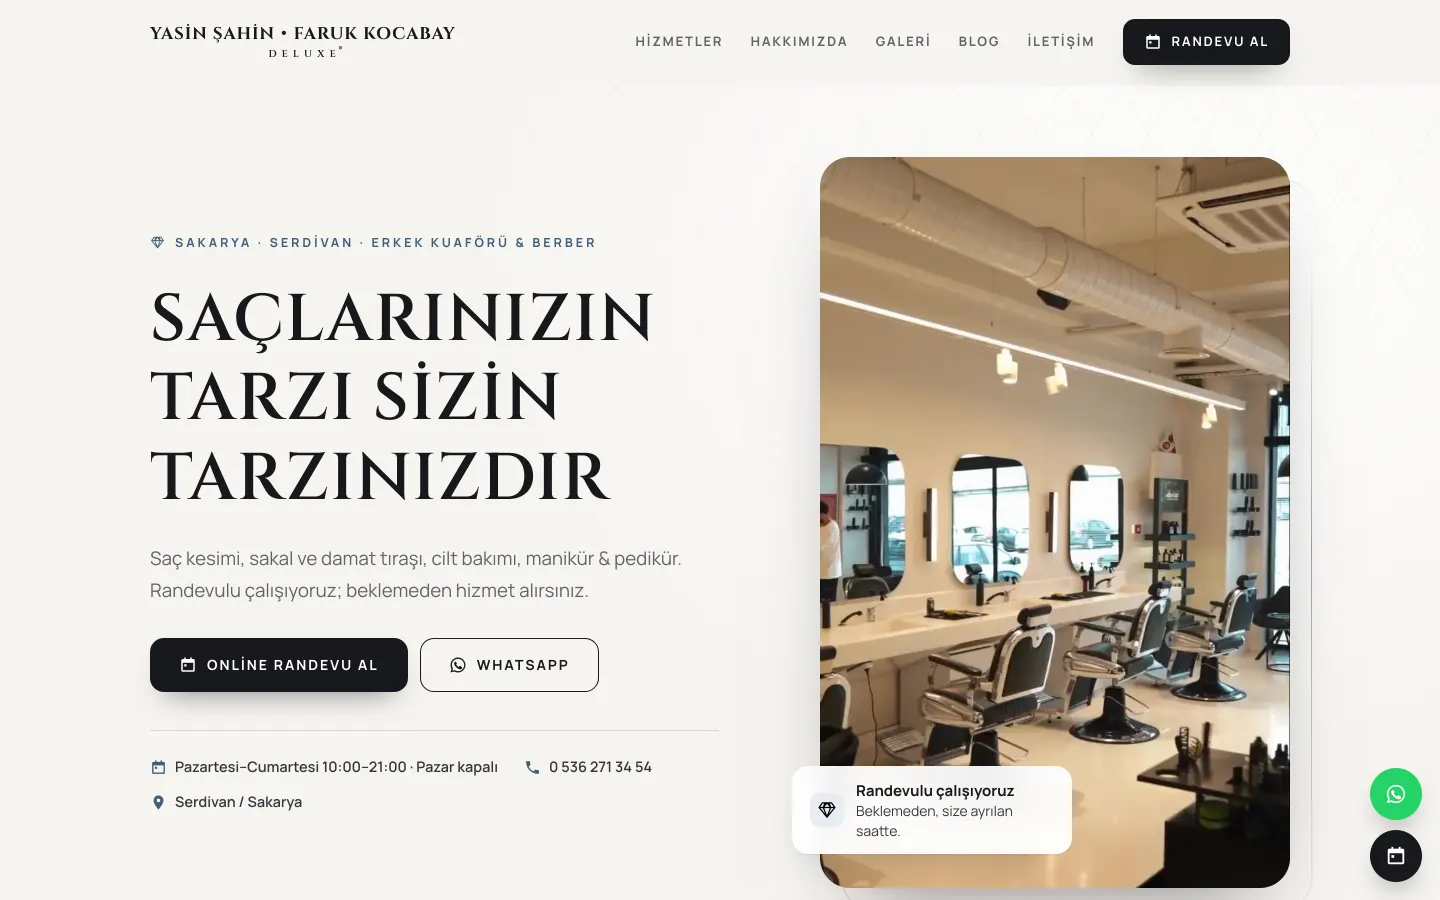 YASİN ŞAHİN • FARUK KOCABAY
DELUXE
HİZMETLER
HAKKIMIZDA
GALERİ
BLOG
İLETİŞİM
RANDEVU AL
SAKARYA · SERDİVAN · ERKEK KUAFÖRÜ & BERBER
SAÇLARINIZIN
TARZI SİZİN
TARZINIZDIR
Saç kesimi, sakal ve damat tıraşı, cilt bakımı, manikür & pedikür.
Randevulu çalışıyoruz; beklemeden hizmet alırsınız.
ONLİNE RANDEVU AL
WHATSAPP
Pazartesi–Cumartesi 10:00–21:00 · Pazar kapalı
0 536 271 34 54
Serdivan / Sakarya
Randevulu çalışıyoruz
Beklemeden, size ayrılan
saatte.